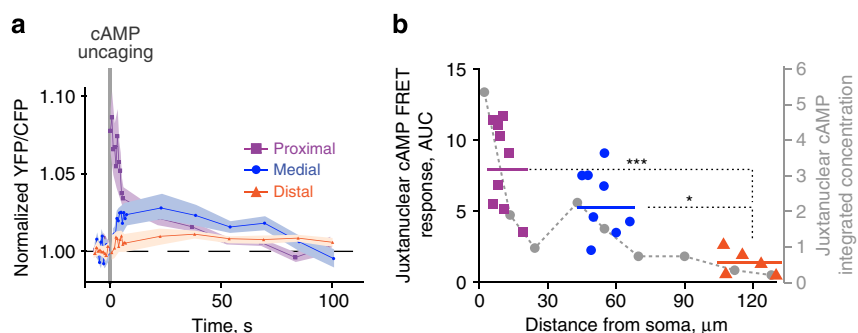 a
cAMP
uncaging
Normalized YFP/CFP
1.10
1.05
1.00
Proximal
Medial
Distal
0
50
100
Time, s
b
Juxtanuclear cAMP FRET
response, AUC
15
10
5
0
***
*
6
5
4
3
2
1
0
Juxtanuclear cAMP
integrated concentration
0
30
60
90
120
Distance from soma, μm